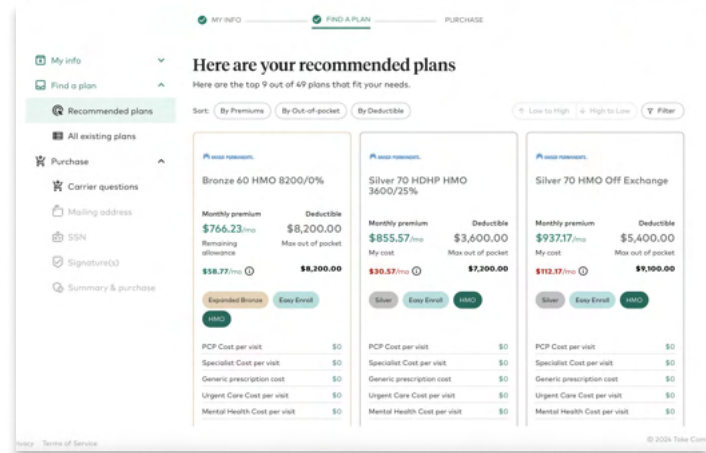 MY INFO
FIND A PLAN
PURCHASE
My info
Find a plan
Recommended plans
All existing plans
Purchase
Carrier questions
Mailing address
SSN
Signature(s)
Summary & purchase
Here are your recommended plans
Here are the top 9 out of 49 plans that fit your needs.
Sort: By Premiums By Out-of-pocket By Deductible Low to High High to Low Filter
Bronze 60 HMO 8200/0%
Monthly premium Deductible
$766.23/mo $8,200.00
Remaining allowance Max out of pocket
$58.77/mo $8,200.00
Expanded Bronze Easy Enroll
HMO
PCP Cost per visit $0
Specialist Cost per visit $0
Generic prescription cost $0
Urgent Care Cost per visit $0
Mental Health Cost per visit $0
Silver 70 HDHP HMO
3600/25%
Monthly premium Deductible
$855.57/mo $3,600.00
My cost Max out of pocket
$30.57/mo $7,200.00
Silver Easy Enroll HMO
PCP Cost per visit $0
Specialist Cost per visit $0
Generic prescription cost $0
Urgent Care Cost per visit $0
Mental Health Cost per visit $0
Silver 70 HMO Off Exchange
Monthly premium Deductible
$937.17/mo $5,400.00
My cost Max out of pocket
$112.17/mo $9,100.00
Silver Easy Enroll HMO
PCP Cost per visit $0
Specialist Cost per visit $0
Generic prescription cost $0
Urgent Care Cost per visit $0
Mental Health Cost per visit $0
Terms of Service
© 2024 Take Com